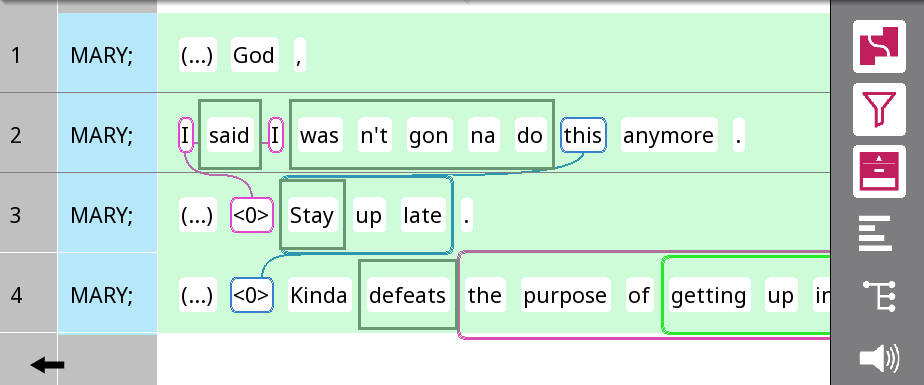 1 MARY; (...) God ,
2 MARY; I said I was n't gon na do this anymore .
3 MARY; (...) <0> Stay up late .
4 MARY; (...) <0> Kinda defeats the purpose of getting up in